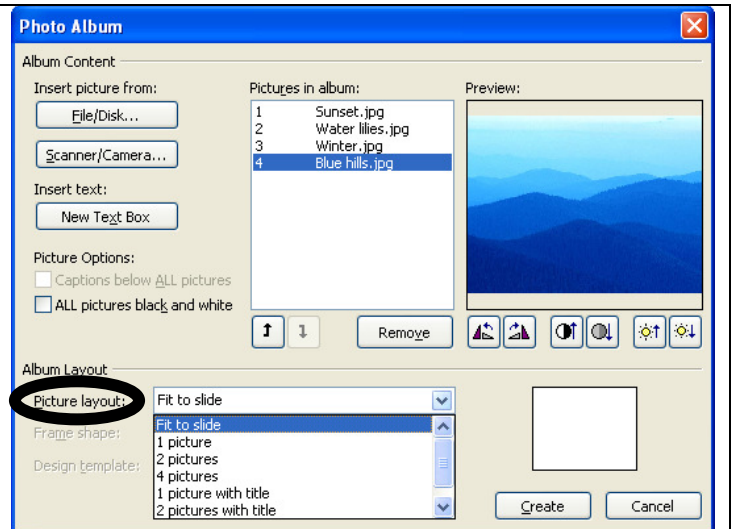 Photo Album
Album Content
Insert picture from:
File/Disk...
Scanner/Camera...
Insert text:
New Text Box
Picture Options:
Captions below ALL pictures
ALL pictures black and white
Pictures in album:
1 Sunset.jpg
2 Water lilies.jpg
3 Winter.jpg
4 Blue hills.jpg
Remove
Preview:
Album Layout
Picture layout: Fit to slide
Frame shape:
Design template:
Fit to slide
1 picture
2 pictures
4 pictures
1 picture with title
2 pictures with title
Create
Cancel